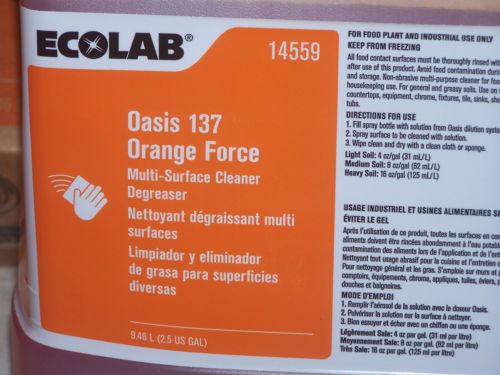 ECOLAB®
14559
Oasis 137
Orange Force
Multi-Surface Cleaner
Degreaser
Nettoyant dégraissant multi
surfaces
Limpiador y eliminador
de grasa para superficies
diversas
9.46 L (2.5 US GAL)
FOR FOOD PLANT AND INDUSTRIAL USE ONLY
KEEP FROM FREEZING
All food contact surfaces must be thoroughly rinsed with
after use of this product. Avoid food contamination during
and storage. Non-abrasive multi-purpose cleaner for food
housekeeping use. For general and greasy soils. Use on
countertops, equipment, chrome, fixtures, tile, sinks,
tubs.
DIRECTIONS FOR USE
1. Fill spray bottle with solution from Oasis dilution
2. Spray surface to be cleaned with solution.
3. Wipe clean and dry with a clean cloth or sponge.
Light Soil: 4 oz/gal (31 mL/L)
Medium Soil: 8 oz/gal (62 mL/L)
Heavy Soil: 16 oz/gal (125 mL/L)
USAGE INDUSTRIEL ET USINES ALIMENTAIRES
ÉVITER LE GEL
Après l'utilisation de ce produit, toutes les surfaces en
aliments doivent être rincées abondamment à l'eau
contamination des aliments lors de l'application et de
Nettoyant tout usage abrasif pour la cuisine et l'entretien
Pour nettoyage général et les gras. S'emploie sur murs et
comptoirs, équipements, chrome, appliques, tuiles, éviers,
douches et baignoires.
MODE D'EMPLOI
1. Remplir l'aérosol de la solution avec le doseur Oasis.
2. Pulvériser la solution sur la surface à nettoyer.
3. Bien essuyer et écher avec un chiffon ou une éponge.
Légèrement Sale: 4 oz par gal. (31 ml par litre)
Moyennement Sale: 8 oz par gal. (62 ml par litre)
Très Sale: 16 oz par gal. (125 ml par litre)